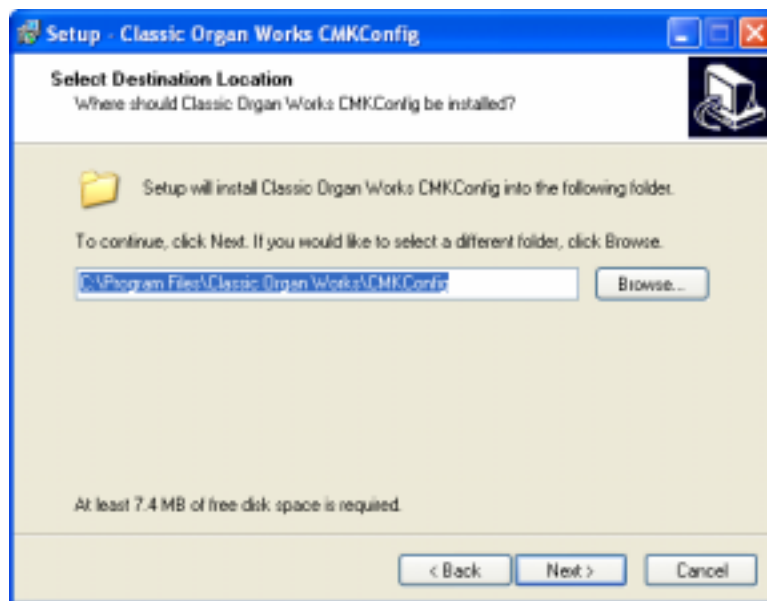 Setup - Classic Organ Works CMKConfig
Select Destination Location
Where should Classic Organ Works CMKConfig be installed?
Setup will install Classic Organ Works CMKConfig into the following folder.
To continue, click Next. If you would like to select a different folder, click Browse.
C:\Program Files\Classic Organ Works\CMKConfig
Browse...
At least 7.4 MB of free disk space is required.
< Back
Next >
Cancel